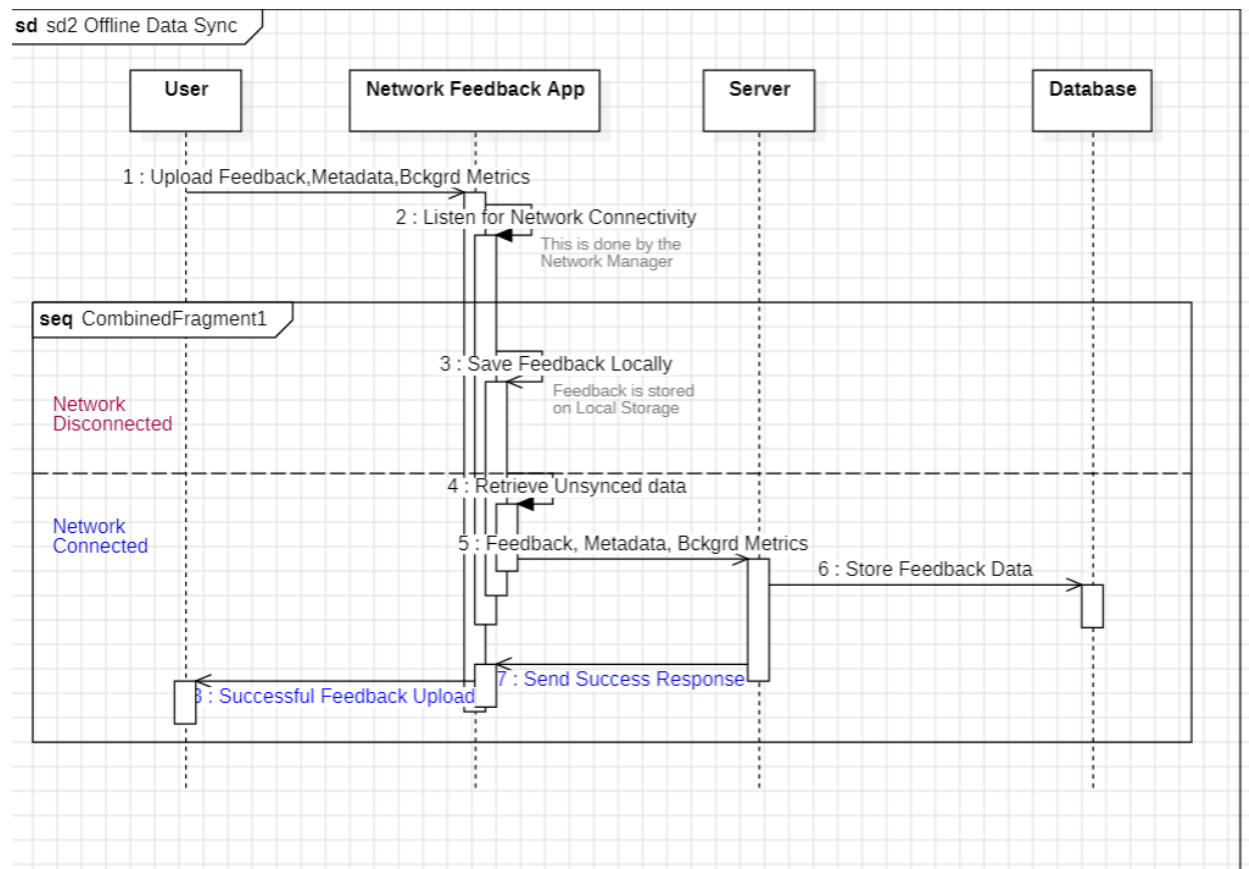 sd sd2 Offline Data Sync
User
Network Feedback App
Server
Database
1 : Upload Feedback,Metadata,Bckgrd Metrics
2 : Listen for Network Connectivity
This is done by the
Network Manager
seq CombinedFragment1
3 : Save Feedback Locally
Feedback is stored
on Local Storage
Network
Disconnected
4 : Retrieve Unsynced data
Network
Connected
5 : Feedback, Metadata, Bckgrd Metrics
6 : Store Feedback Data
7 : Send Success Response
8 : Successful Feedback Upload